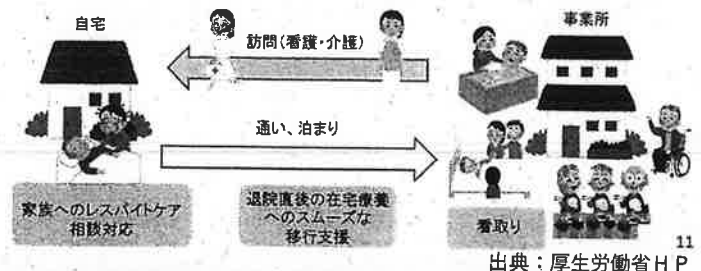 自宅
訪問(看護・介護)
事業所
通い、泊まり
家族へのレスパイトケア
相談対応
退院直後の在宅療養
へのスムーズな
移行支援
看取り
11
出典：厚生労働省HP